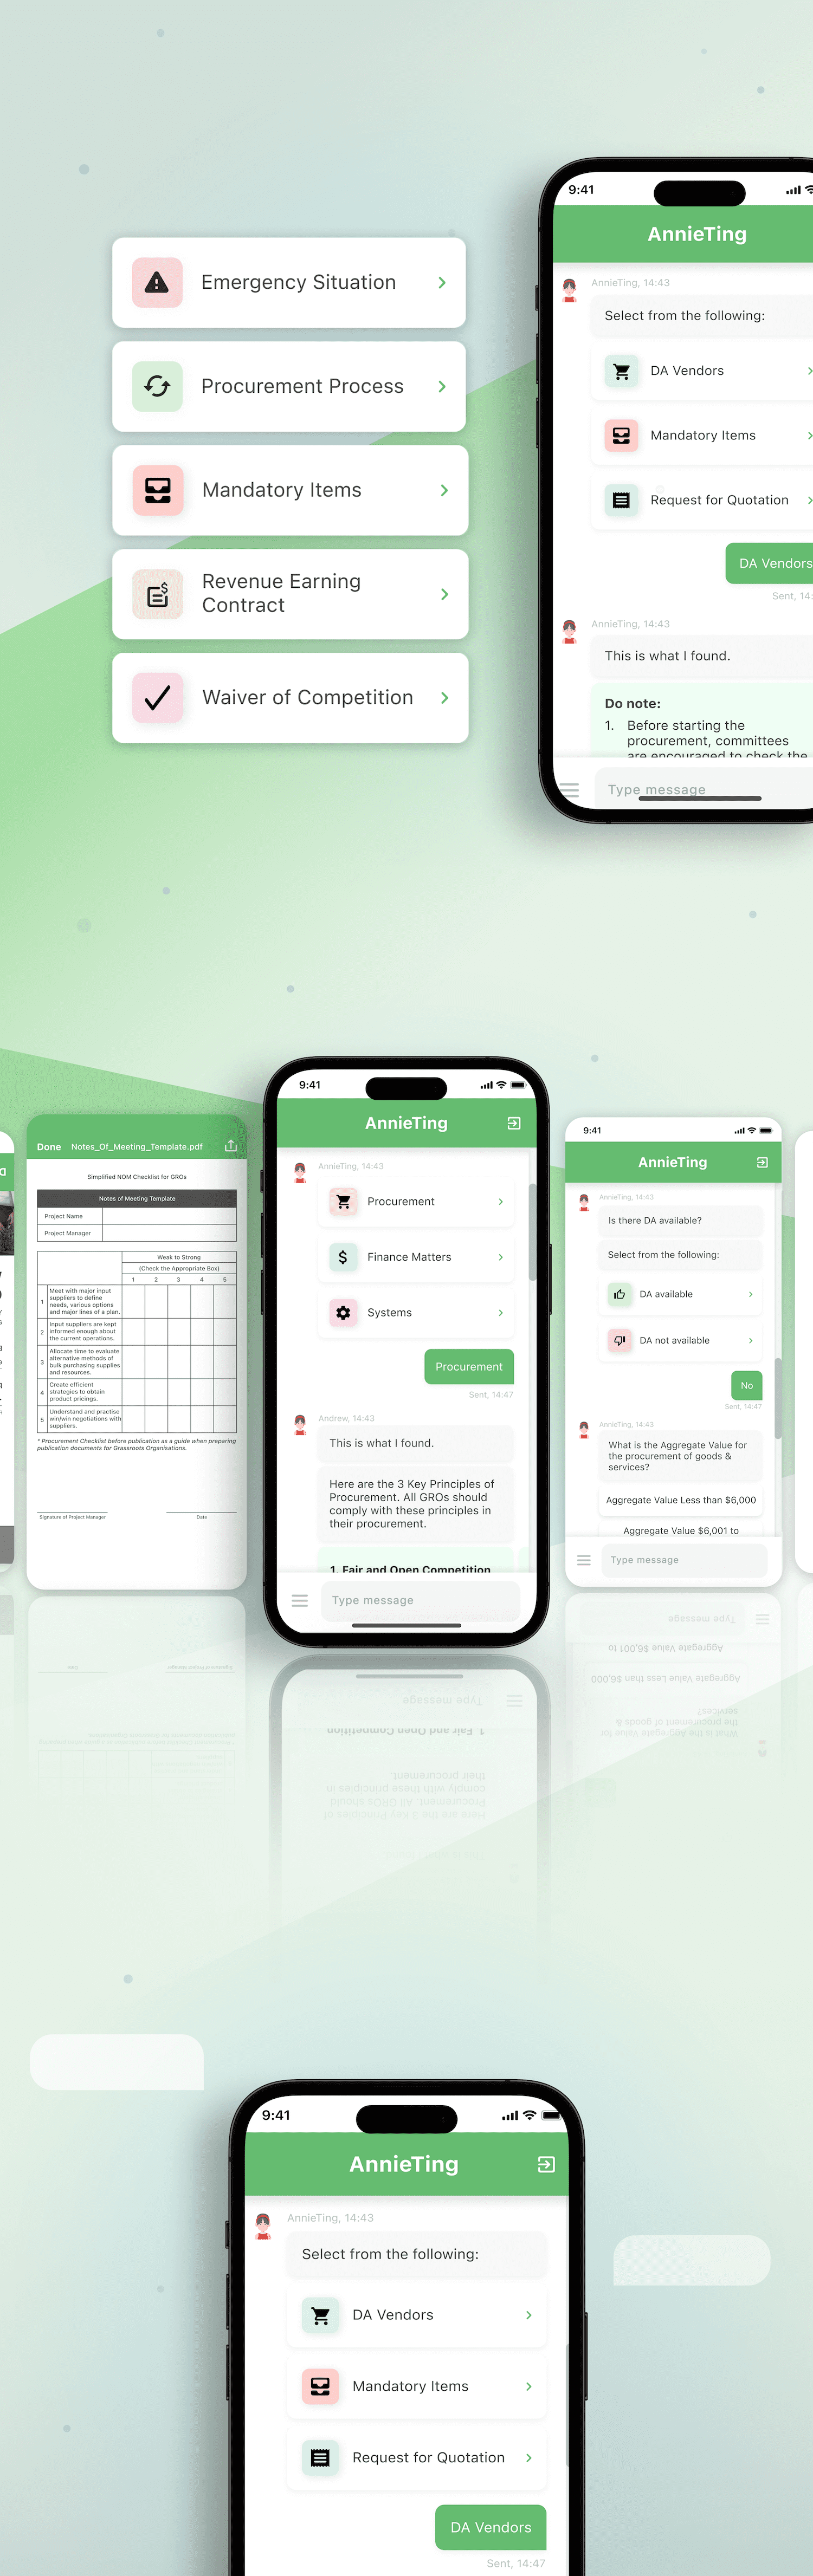 Emergency Situation
Procurement Process
Mandatory Items
Revenue Earning
Contract
Waiver of Competition
9:41
AnnieTing
AnnieTing, 14:43
Select from the following:
DA Vendors
Mandatory Items
Request for Quotation
DA Vendors
Sent, 14:
AnnieTing, 14:43
This is what I found.
Do note:
1. Before starting the
procurement, committees
are encouraged to check the
Type message
Done Notes_Of_Meeting_Template.pdf
Simplified NOM Checklist for GROs
Notes of Meeting Template
Project Name
Project Manager
Weak to Strong
(Check the Appropriate Box)
1 2 3 4 5
1 Meet with major input
suppliers to define
needs, various options
and major lines of a plan.
2 Input suppliers are kept
informed enough about
the current operations.
3 Allocate time to evaluate
alternative methods of
bulk purchasing supplies
and resources.
4 Create efficient
strategies to obtain
product pricings.
5 Understand and practise
win/win negotiations with
suppliers.
* Procurement Checklist before publication as a guide when preparing
publication documents for Grassroots Organisations.
Signature of Project Manager
Date
9:41
AnnieTing
AnnieTing, 14:43
Procurement
Finance Matters
Systems
Procurement
Sent, 14:47
Andrew, 14:43
This is what I found.
Here are the 3 Key Principles of
Procurement. All GROs should
comply with these principles in
their procurement.
1. Fair and Open Competition
Type message
9:41
AnnieTing
AnnieTing, 14:43
Is there DA available?
Select from the following:
DA available
DA not available
No
Sent, 14:47
AnnieTing, 14:43
What is the Aggregate Value for
the procurement of goods &
services?
Aggregate Value Less than $6,000
Aggregate Value $6,001 to
Type message
9:41
AnnieTing
AnnieTing, 14:43
Select from the following:
DA Vendors
Mandatory Items
Request for Quotation
DA Vendors
Sent, 14:47